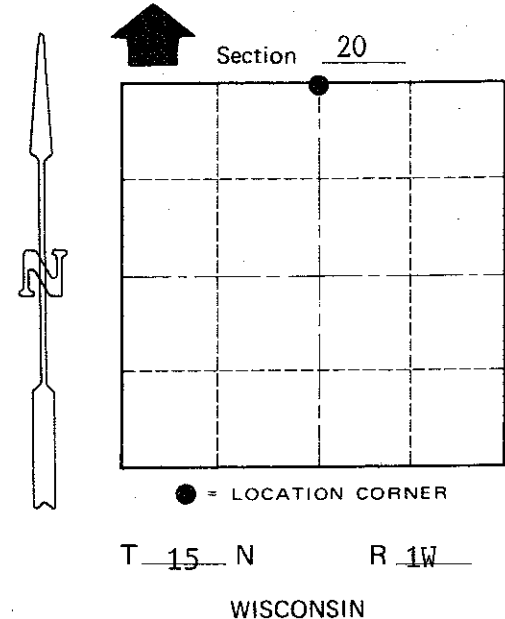 Section 20
N
● = LOCATION CORNER
T 15 N R 1W
WISCONSIN